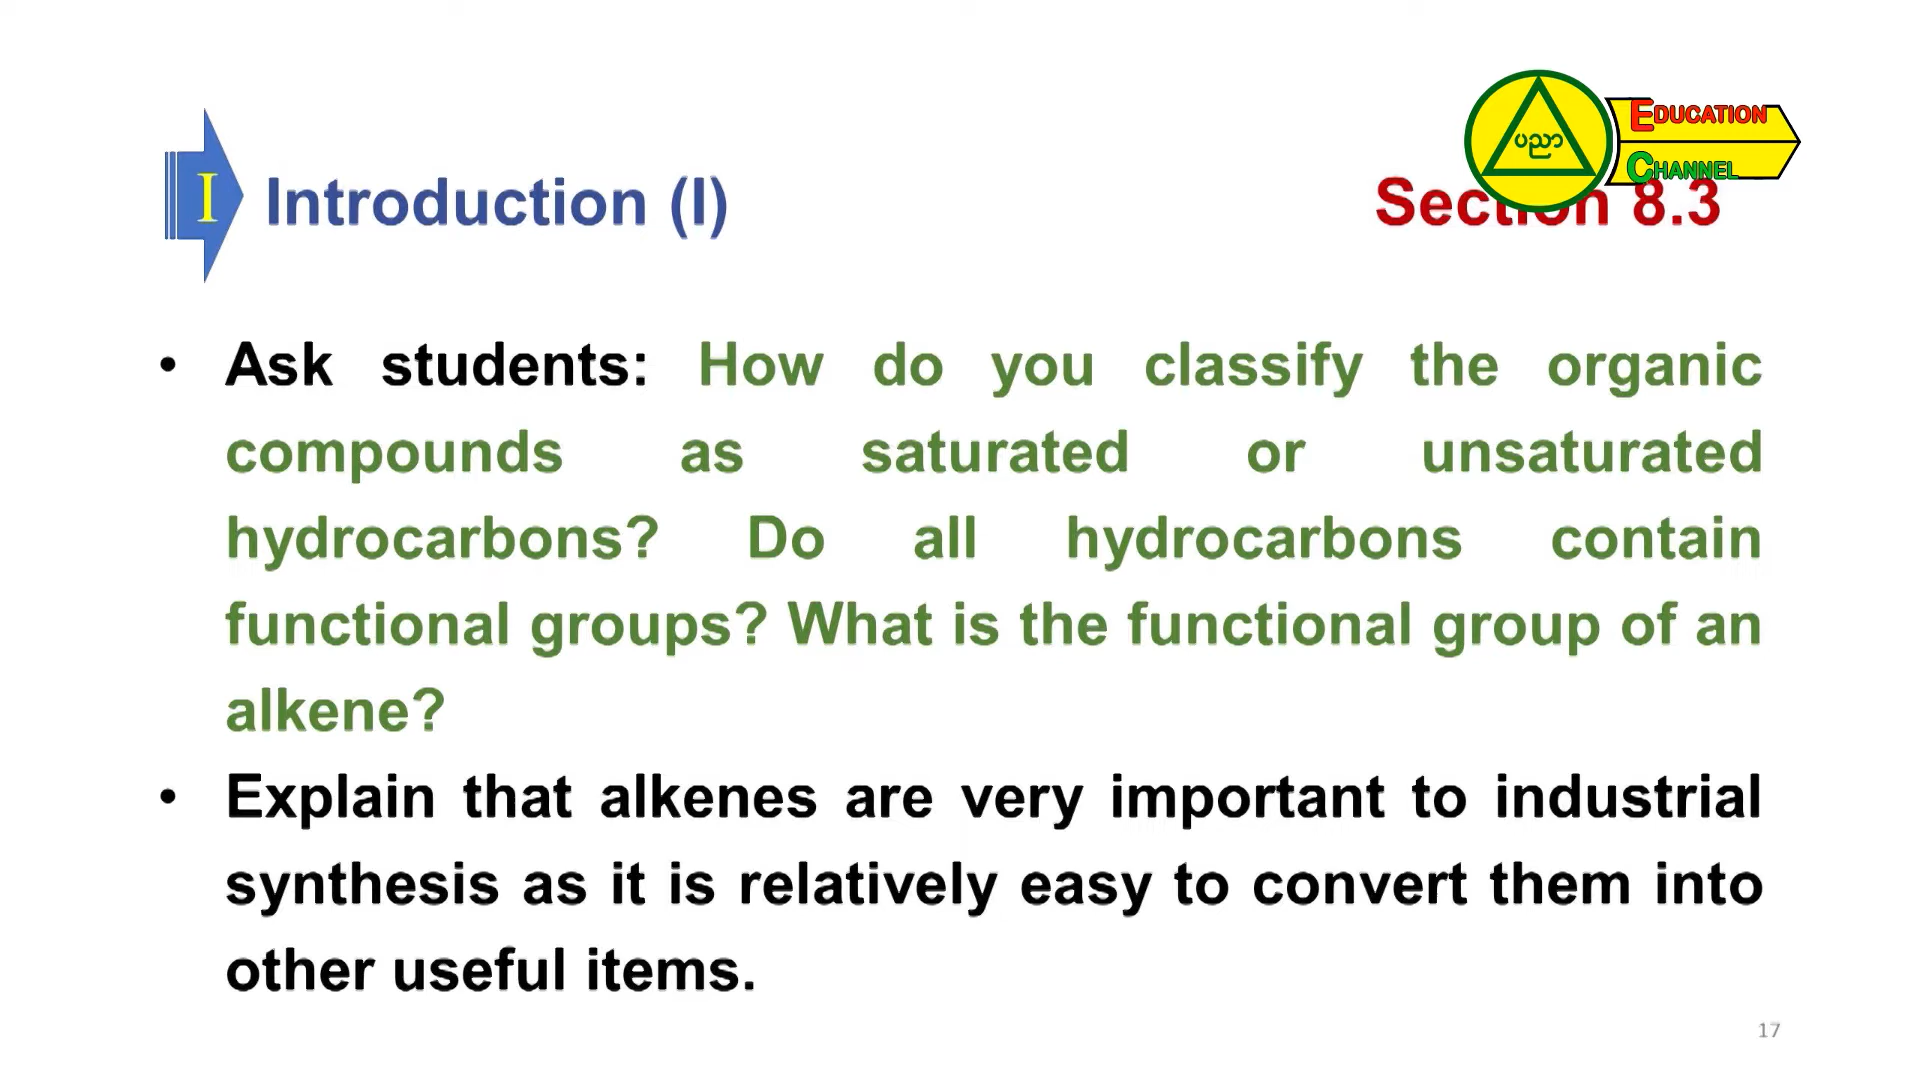 ပညာ
EDUCATION
CHANNEL
I
Introduction (I)
Section 8.3
• Ask students: How do you classify the organic
compounds as saturated or unsaturated
hydrocarbons? Do all hydrocarbons contain
functional groups? What is the functional group of an
alkene?
• Explain that alkenes are very important to industrial
synthesis as it is relatively easy to convert them into
other useful items.
17